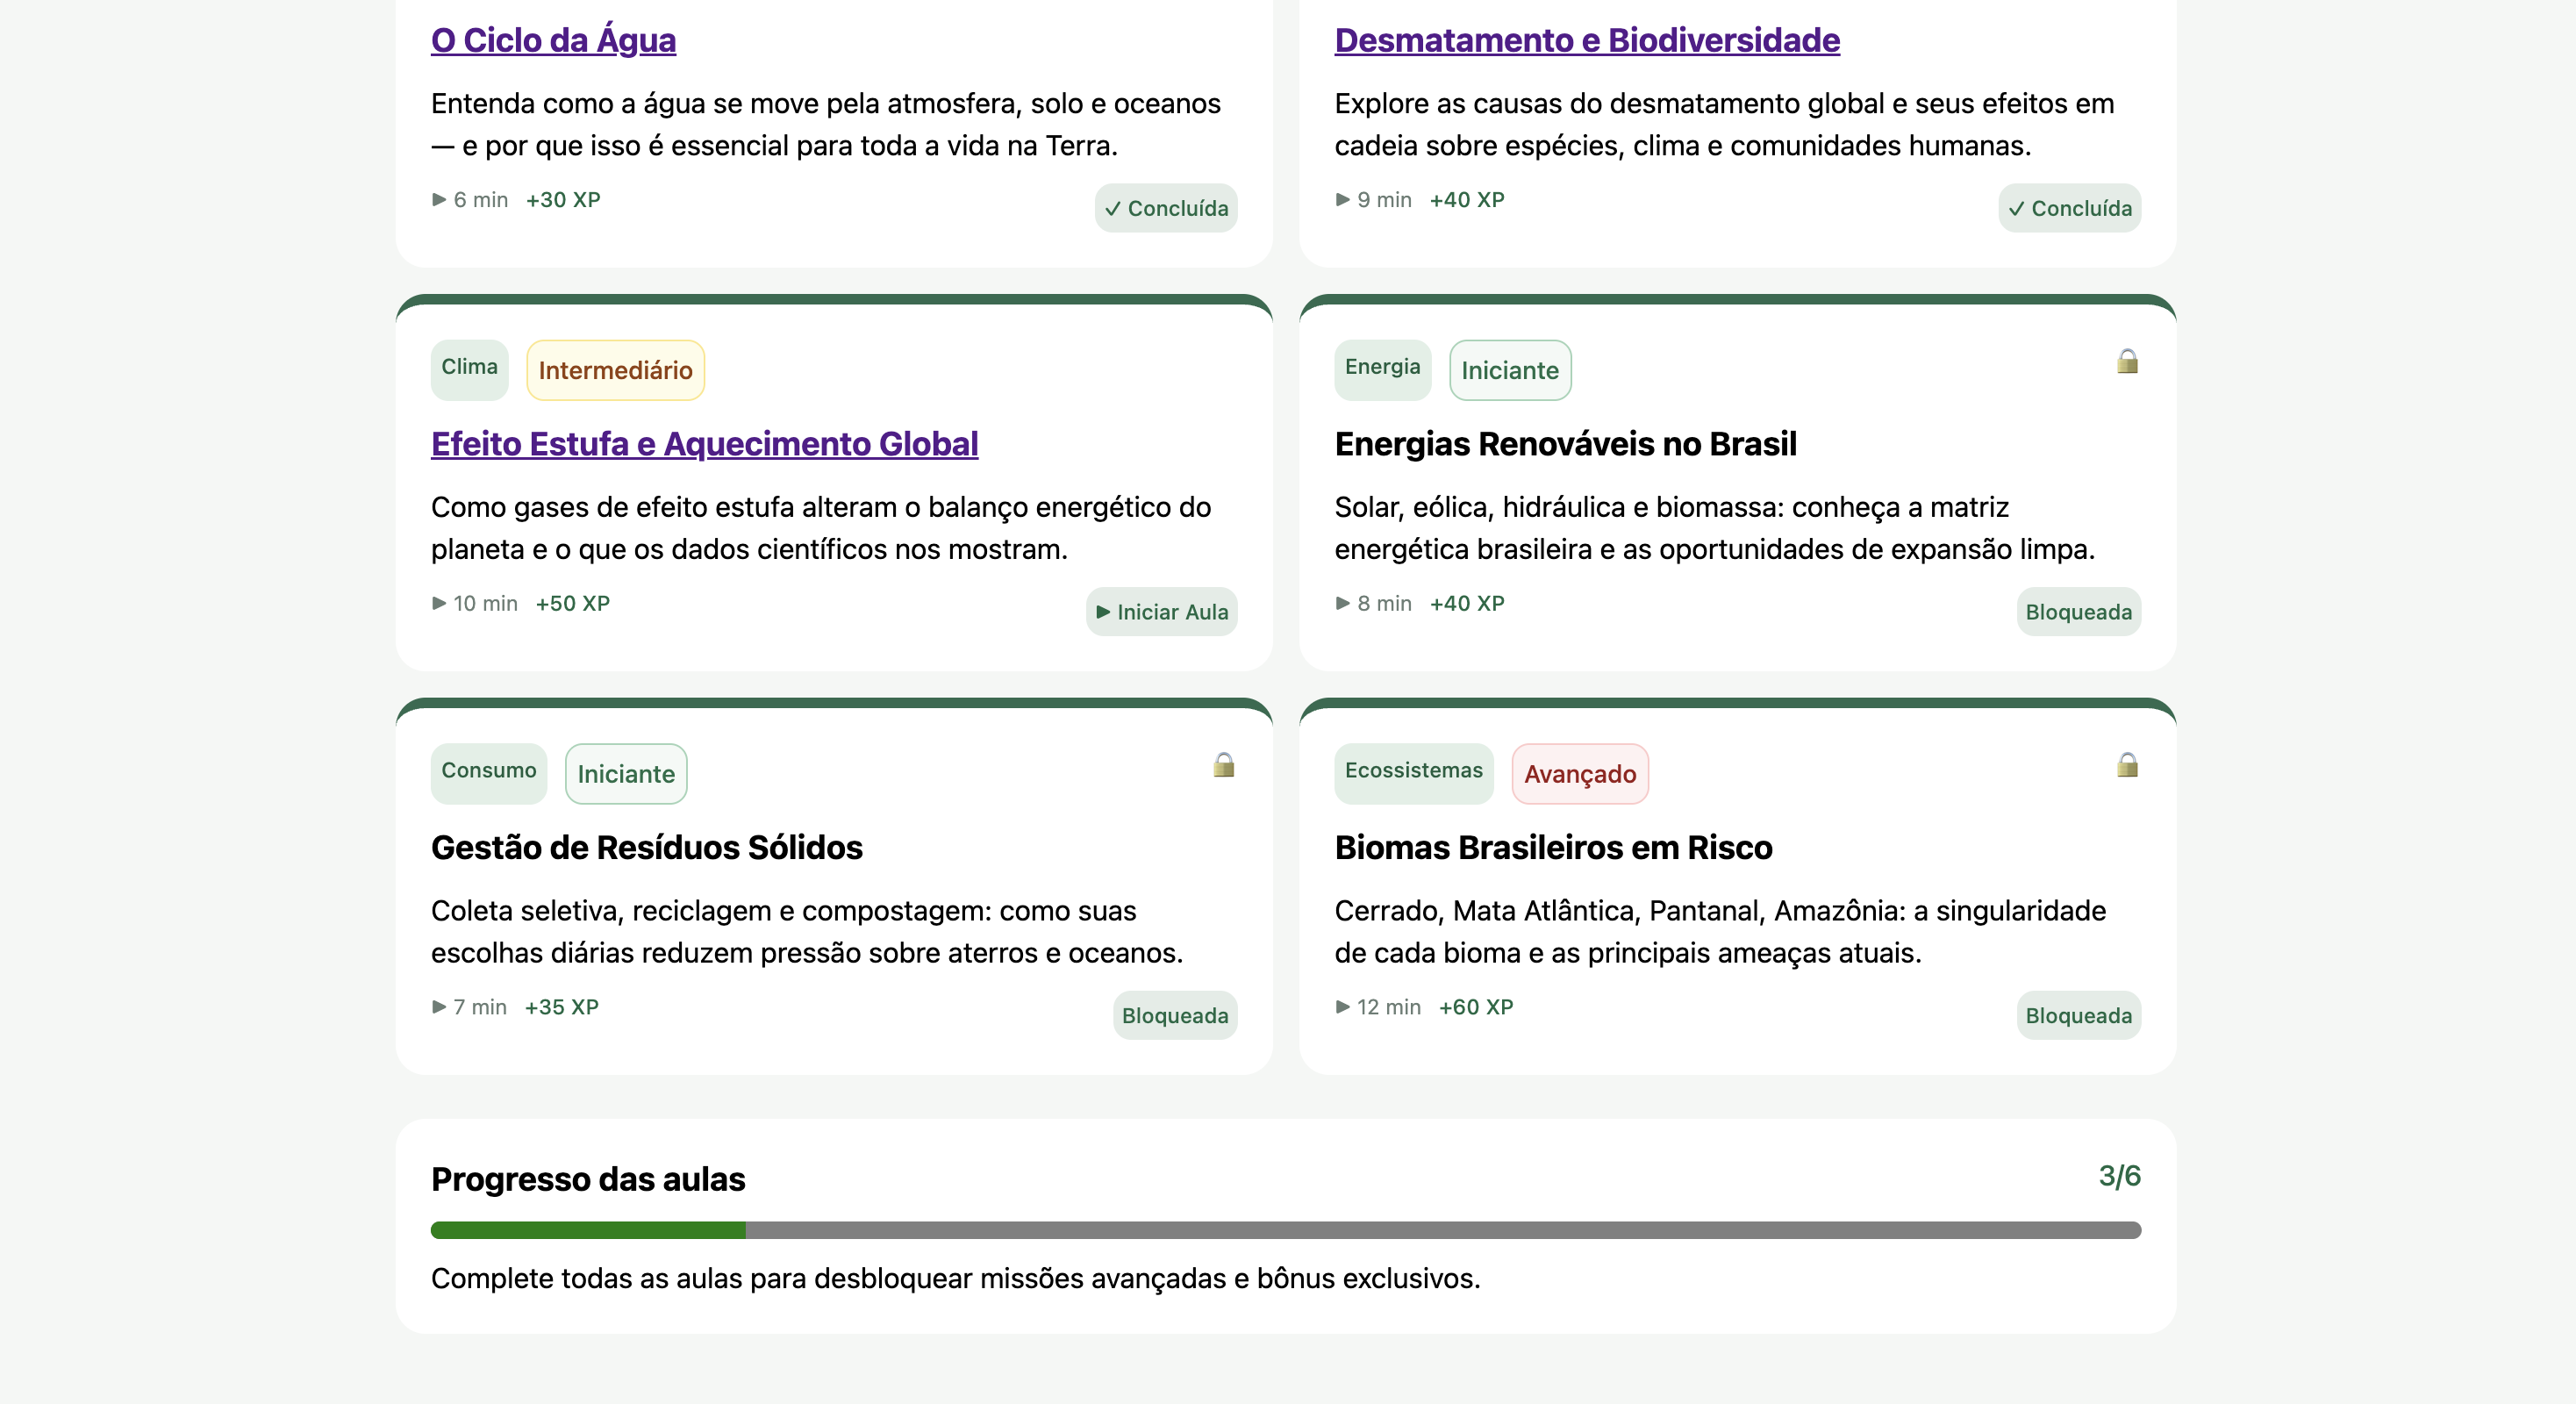 O Ciclo da Água
Entenda como a água se move pela atmosfera, solo e oceanos
— e por que isso é essencial para toda a vida na Terra.
▶ 6 min +30 XP
✓ Concluída
Desmatamento e Biodiversidade
Explore as causas do desmatamento global e seus efeitos em
cadeia sobre espécies, clima e comunidades humanas.
▶ 9 min +40 XP
✓ Concluída
Clima Intermediário
Efeito Estufa e Aquecimento Global
Como gases de efeito estufa alteram o balanço energético do
planeta e o que os dados científicos nos mostram.
▶ 10 min +50 XP
▶ Iniciar Aula
Energia Iniciante
Energias Renováveis no Brasil
Solar, eólica, hidráulica e biomassa: conheça a matriz
energética brasileira e as oportunidades de expansão limpa.
▶ 8 min +40 XP
Bloqueada
Consumo Iniciante
Gestão de Resíduos Sólidos
Coleta seletiva, reciclagem e compostagem: como suas
escolhas diárias reduzem pressão sobre aterros e oceanos.
▶ 7 min +35 XP
Bloqueada
Ecossistemas Avançado
Biomas Brasileiros em Risco
Cerrado, Mata Atlântica, Pantanal, Amazônia: a singularidade
de cada bioma e as principais ameaças atuais.
▶ 12 min +60 XP
Bloqueada
Progresso das aulas
3/6
Complete todas as aulas para desbloquear missões avançadas e bônus exclusivos.